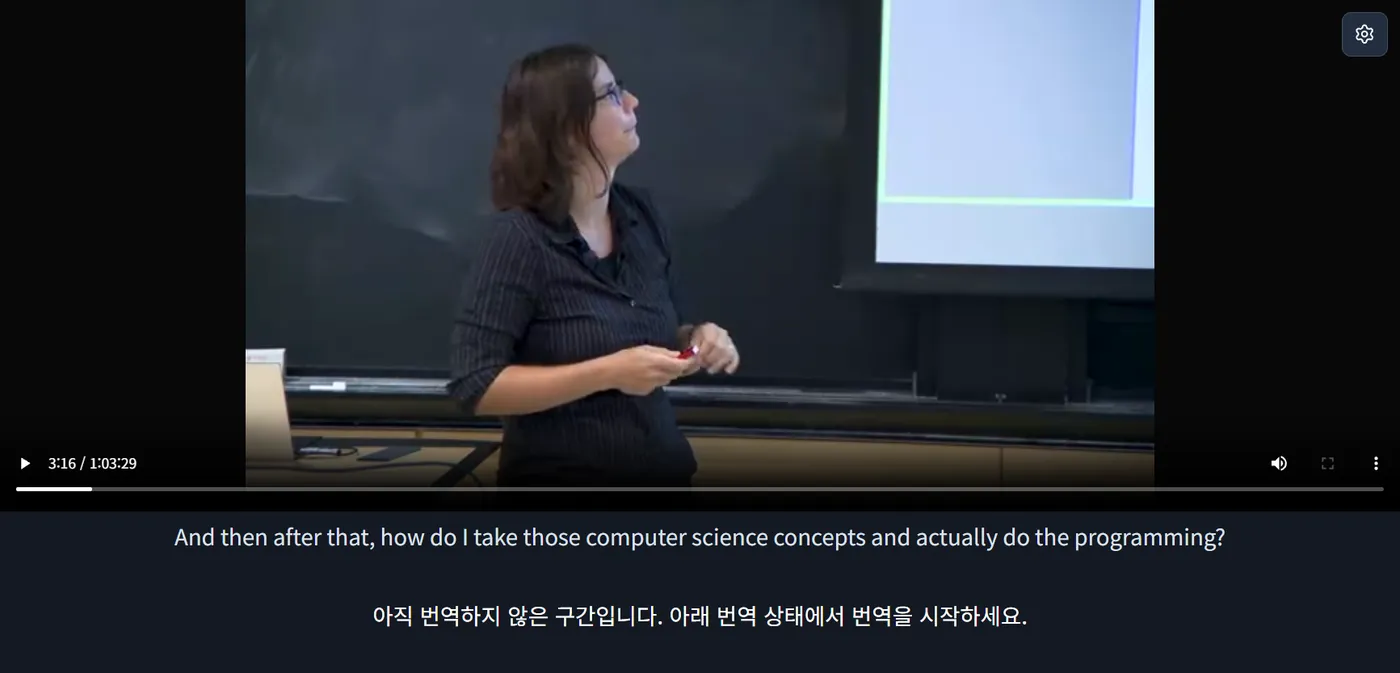 3:16 / 1:03:29
And then after that, how do I take those computer science concepts and actually do the programming?
아직 번역하지 않은 구간입니다. 아래 번역 상태에서 번역을 시작하세요.